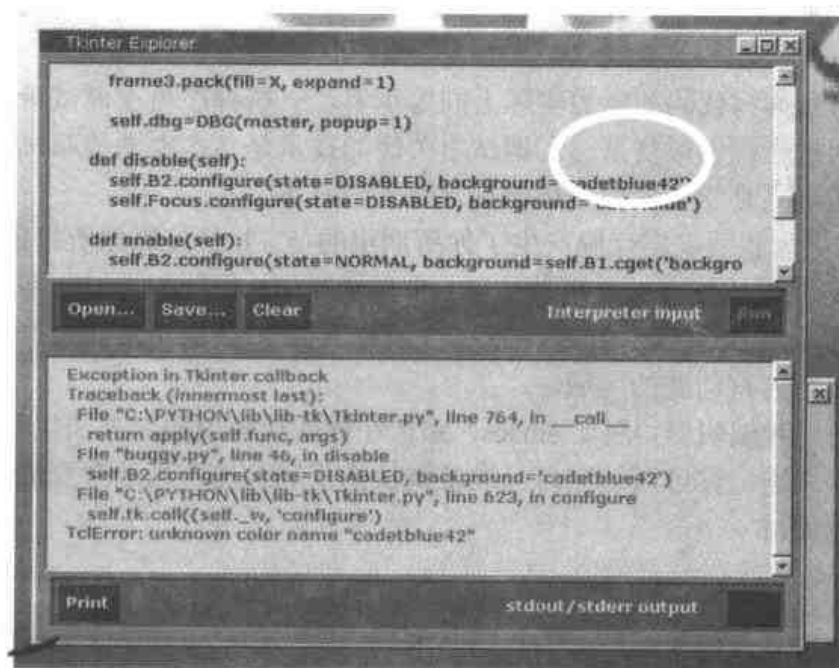 Tkinter Explorer
frame3.pack(fill=X, expand=1)
self.dbg=DBG(master, popup=1)
def disable(self):
self.B2.configure(state=DISABLED, background='cadetblue42'
self.Focus.configure(state=DISABLED, background='cadetblue')
def enable(self):
self.B2.configure(state=NORMAL, background=self.B1.cget('backgro
Open... Save... Clear Interpreter input Run
Exception in Tkinter callback
Traceback (innermost last):
File "C:\PYTHON\lib\lib-tk\Tkinter.py", line 764, in __call__
return apply(self.func, args)
File "buggy.py", line 46, in disable
self.B2.configure(state=DISABLED, background='cadetblue42')
File "C:\PYTHON\lib\lib-tk\Tkinter.py", line 623, in configure
self.tk.call((self._w, 'configure')
TclError: unknown color name "cadetblue42"
Print stdout/stderr output